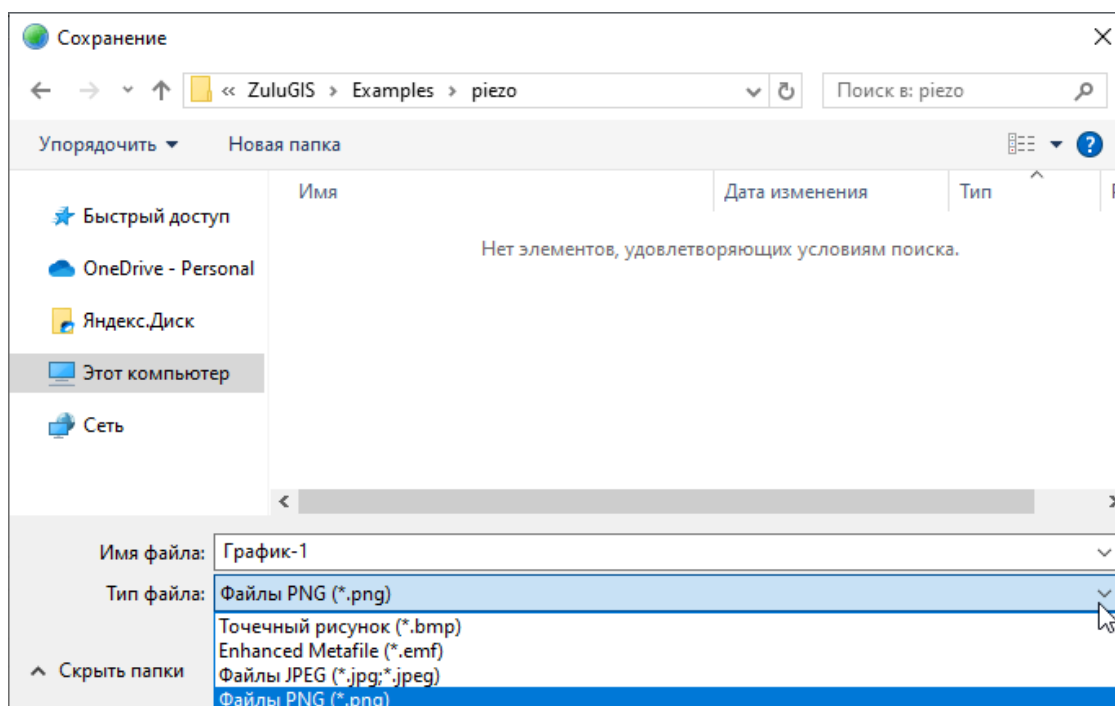 Сохранение
« ZuluGIS › Examples › piezo
Поиск в: piezo
Упорядочить
Новая папка
Имя
Дата изменения
Тип
Быстрый доступ
Нет элементов, удовлетворяющих условиям поиска.
OneDrive - Personal
Яндекс.Диск
Этот компьютер
Сеть
Имя файла: График-1
Тип файла: Файлы PNG (*.png)
Точечный рисунок (*.bmp)
Enhanced Metafile (*.emf)
Файлы JPEG (*.jpg;*.jpeg)
Скрыть папки
Файлы PNG (*.png)